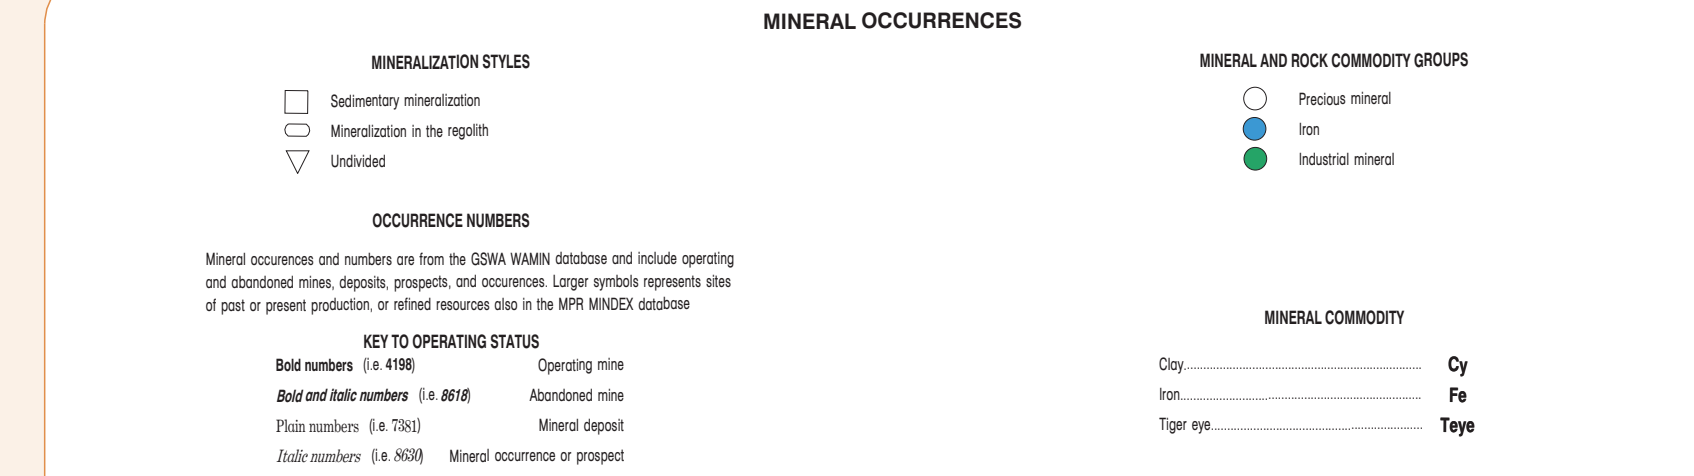 MINERAL OCCURRENCES
MINERALIZATION STYLES
Sedimentary mineralization
Mineralization in the regolith
Undivided
OCCURRENCE NUMBERS
Mineral occurences and numbers are from the GSWA WAMIN database and include operating
and abandoned mines, deposits, prospects, and occurences. Larger symbols represents sites
of past or present production, or refined resources also in the MPR MINDEX database
KEY TO OPERATING STATUS
Bold numbers (i.e. 4198) Operating mine
Bold and italic numbers (i.e. 8618) Abandoned mine
Plain numbers (i.e. 7381) Mineral deposit
Italic numbers (i.e. 8630) Mineral occurrence or prospect
MINERAL AND ROCK COMMODITY GROUPS
Precious mineral
Iron
Industrial mineral
MINERAL COMMODITY
Clay.................................................................... Cy
Iron..................................................................... Fe
Tiger eye............................................................ Teye